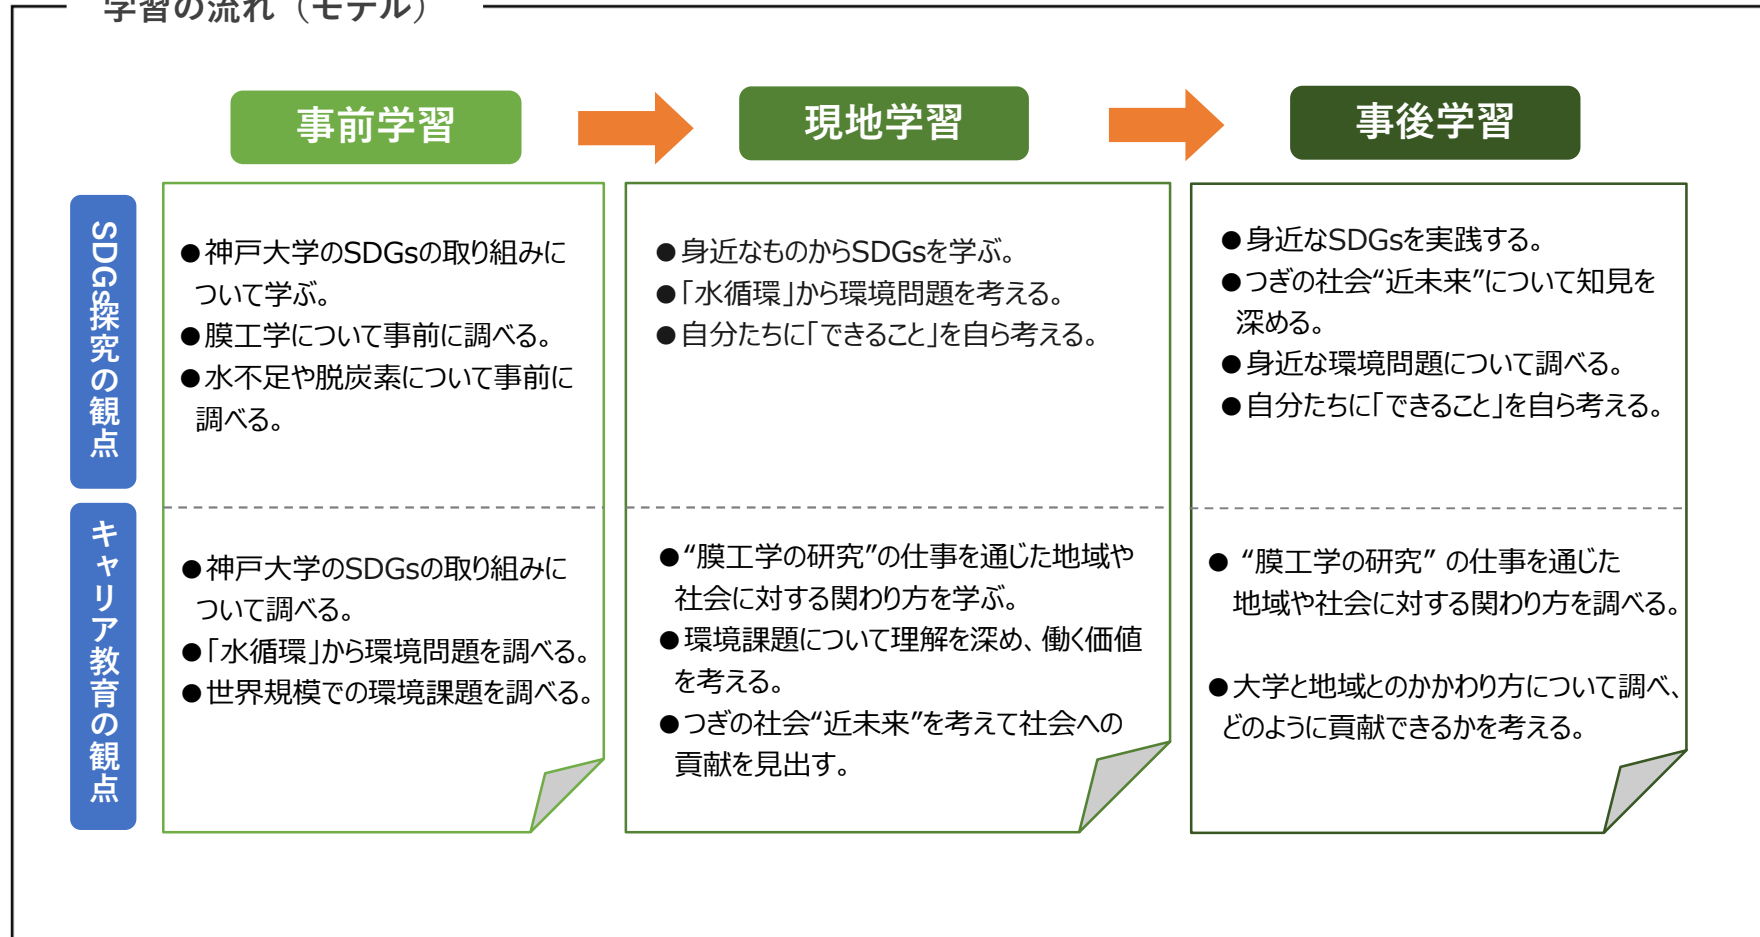 学習の流れ（モデル）
事前学習
現地学習
事後学習
SDGs探究の観点
●神戸大学のSDGsの取り組みに
ついて学ぶ。
●膜工学について事前に調べる。
●水不足や脱炭素について事前に
調べる。
●身近なものからSDGsを学ぶ。
●「水循環」から環境問題を考える。
●自分たちに「できること」を自ら考える。
●身近なSDGsを実践する。
●つぎの社会“近未来”について知見を
深める。
●身近な環境問題について調べる。
●自分たちに「できること」を自ら考える。
キャリア教育の観点
●神戸大学のSDGsの取り組みに
ついて調べる。
●「水循環」から環境問題を調べる。
●世界規模での環境課題を調べる。
●“膜工学の研究”の仕事を通じた地域や
社会に対する関わり方を学ぶ。
●環境課題について理解を深め、働く価値
を考える。
●つぎの社会“近未来”を考えて社会への
貢献を見出す。
● “膜工学の研究” の仕事を通じた
地域や社会に対する関わり方を調べる。
●大学と地域とのかかわり方について調べ、
どのように貢献できるかを考える。